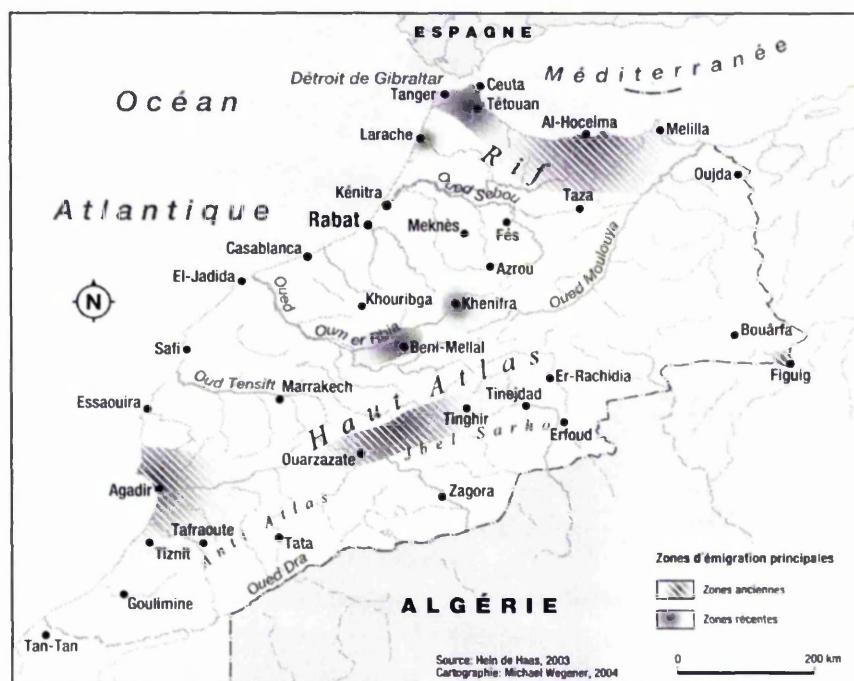 ESPAGNE
Détroit de Gibraltar
Ceuta
Méditerranée
Océan
Tanger
Tétouan
Larache
Al-Hoceima
Melilla
Rif
Oujda
Kénitra
Oued Sebou
Taza
Atlantique
Rabat
Meknès
Fés
Casablanca
Azrou
Oued Moulouya
El-Jadida
Oued
N
Khouribga
Khenifra
Oum er Rbia
Bouârfa
Safi
Beni-Mellal
Figuig
Oud Tensift
Marrakech
Haut Atlas
Er-Rachidia
Tinejdad
Essaouira
Tinghir
Jbel Sarho
Erfoud
Ouarzazate
Agadir
Zagora
Anti Atlas
Tafraoute
Tiznit
Tata
Oued Dra
Zones d'émigration principales
Zones anciennes
Goulimine
ALGÉRIE
Zones récentes
Tan-Tan
Source: Hein de Haas, 2003
Cartographie: Michael Wegener, 2004
0 200 km